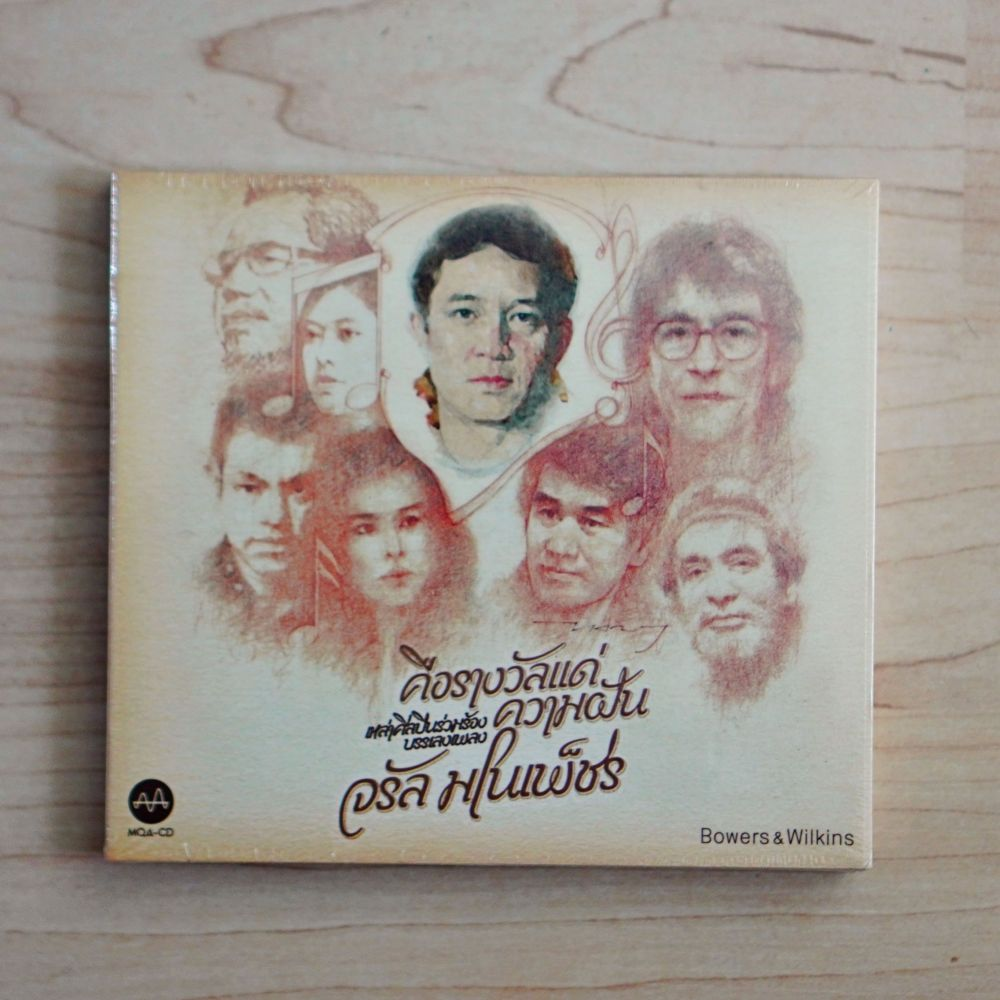 คือรางวัลแด่
ความฝัน
เหล่าศิลปินร่วมร้อง
บรรเลงเพลง
จรัล มโนเพ็ชร
MQA-CD
Bowers & Wilkins